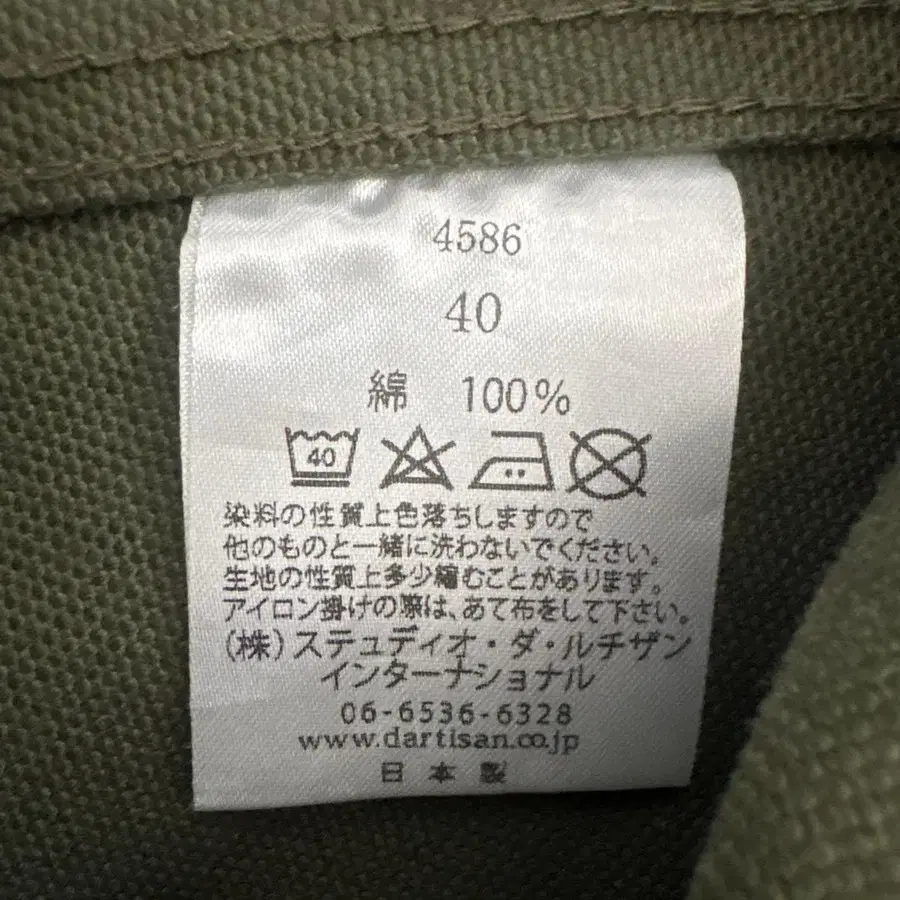 4586
40
綿 100%
40
染料の性質上色落ちしますので
他のものと一緒に洗わないでください。
生地の性質上多少縮むことがあります。
アイロン掛けの際は、あて布をして下さい。
(株)ステュディオ・ダ・ルチザン
インターナショナル
06-6536-6328
www.dartisan.co.jp
日本製